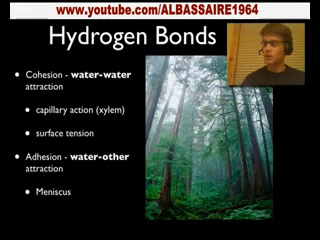 www.youtube.com/ALBASSAIRE1964
Hydrogen Bonds
• Cohesion - water-water
attraction
• capillary action (xylem)
• surface tension
• Adhesion - water-other
attraction
• Meniscus